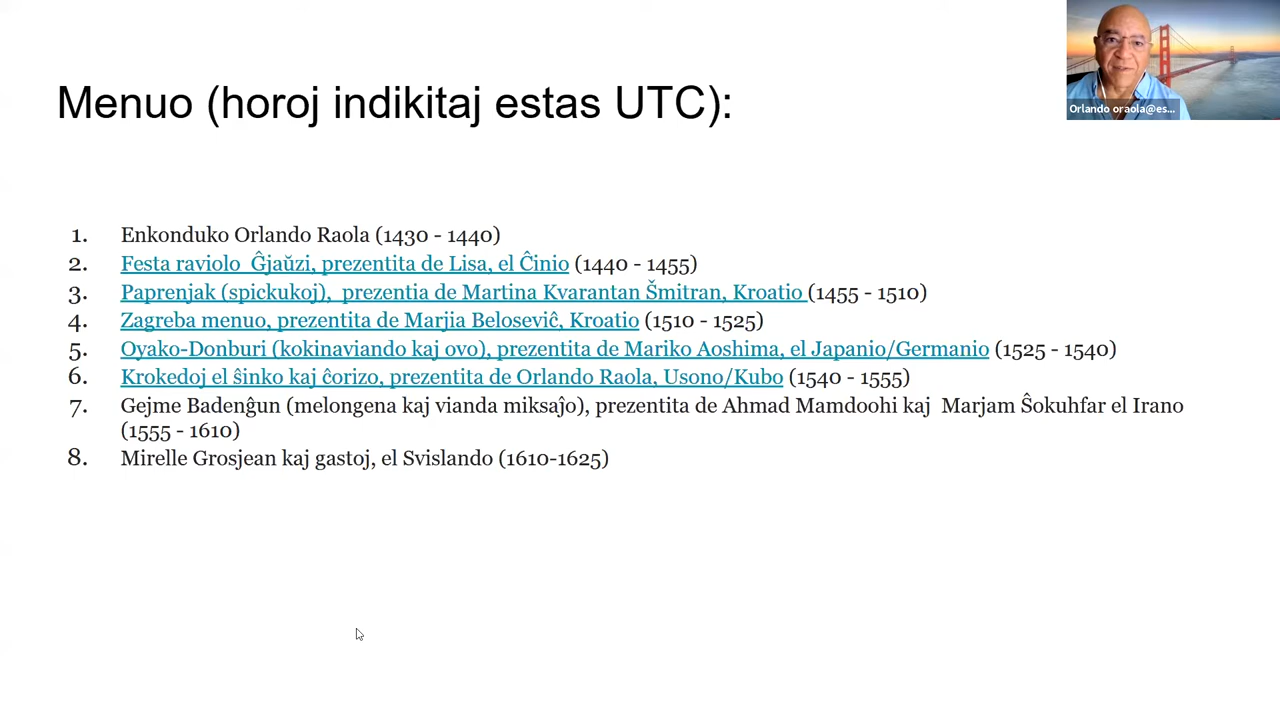 Menuo (horoj indikitaj estas UTC):
Orlando oraola@es...
1. Enkonduko Orlando Raola (1430 - 1440)
2. Festa raviolo  Ĝjaŭzi, prezentita de Lisa, el Ĉinio (1440 - 1455)
3. Paprenjak (spickukoj),  prezentia de Martina Kvarantan Šmitran, Kroatio (1455 - 1510)
4. Zagreba menuo, prezentita de Marjia Belosevič, Kroatio (1510 - 1525)
5. Oyako-Donburi (kokinaviando kaj ovo), prezentita de Mariko Aoshima, el Japanio/Germanio (1525 - 1540)
6. Krokedoj el ŝinko kaj ĉorizo, prezentita de Orlando Raola, Usono/Kubo (1540 - 1555)
7. Gejme Badenĝun (melongena kaj vianda miksaĵo), prezentita de Ahmad Mamdoohi kaj  Marjam Ŝokuhfar el Irano
(1555 - 1610)
8. Mirelle Grosjean kaj gastoj, el Svislando (1610-1625)